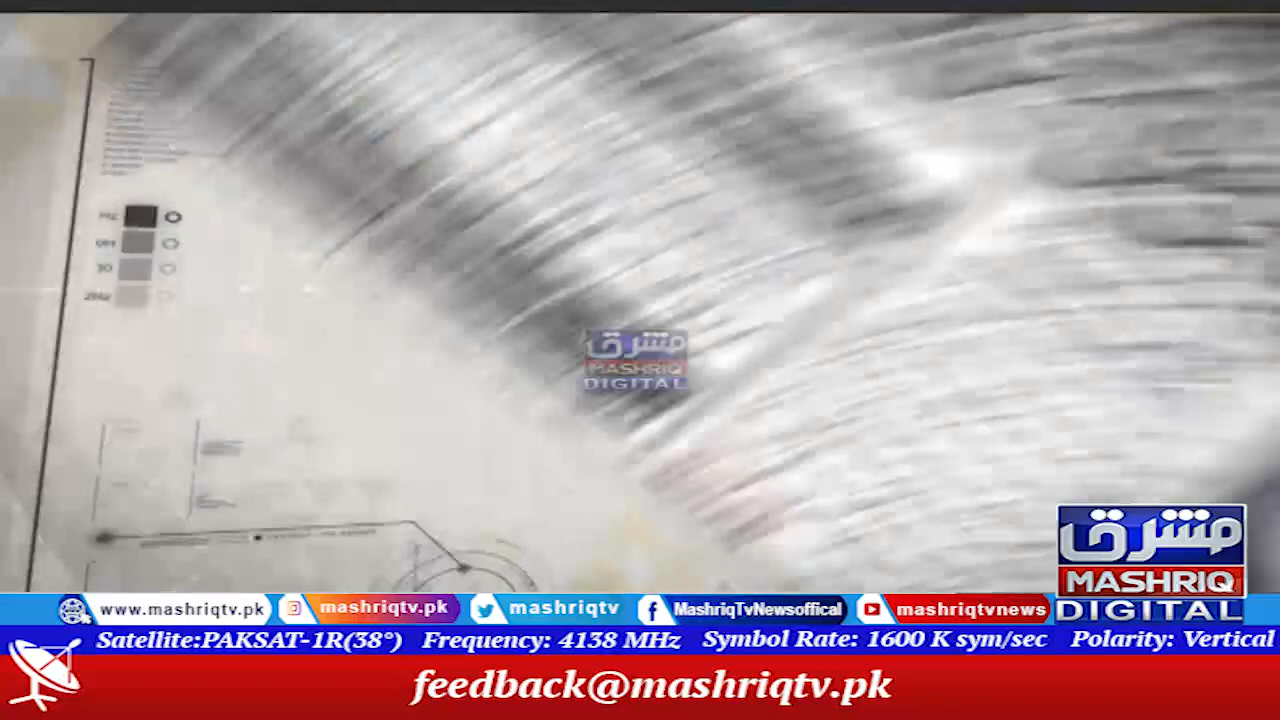 مشرق
MASHRIQ
DIGITAL
مشرق
MASHRIQ
DIGITAL
www.mashriqtv.pk
mashriqtv.pk
mashriqtv
MashriqTvNewsoffical
mashriqtvnews
Satellite:PAKSAT-1R(38°) Frequency: 4138 MHz Symbol Rate: 1600 K sym/sec Polarity: Vertical
feedback@mashriqtv.pk